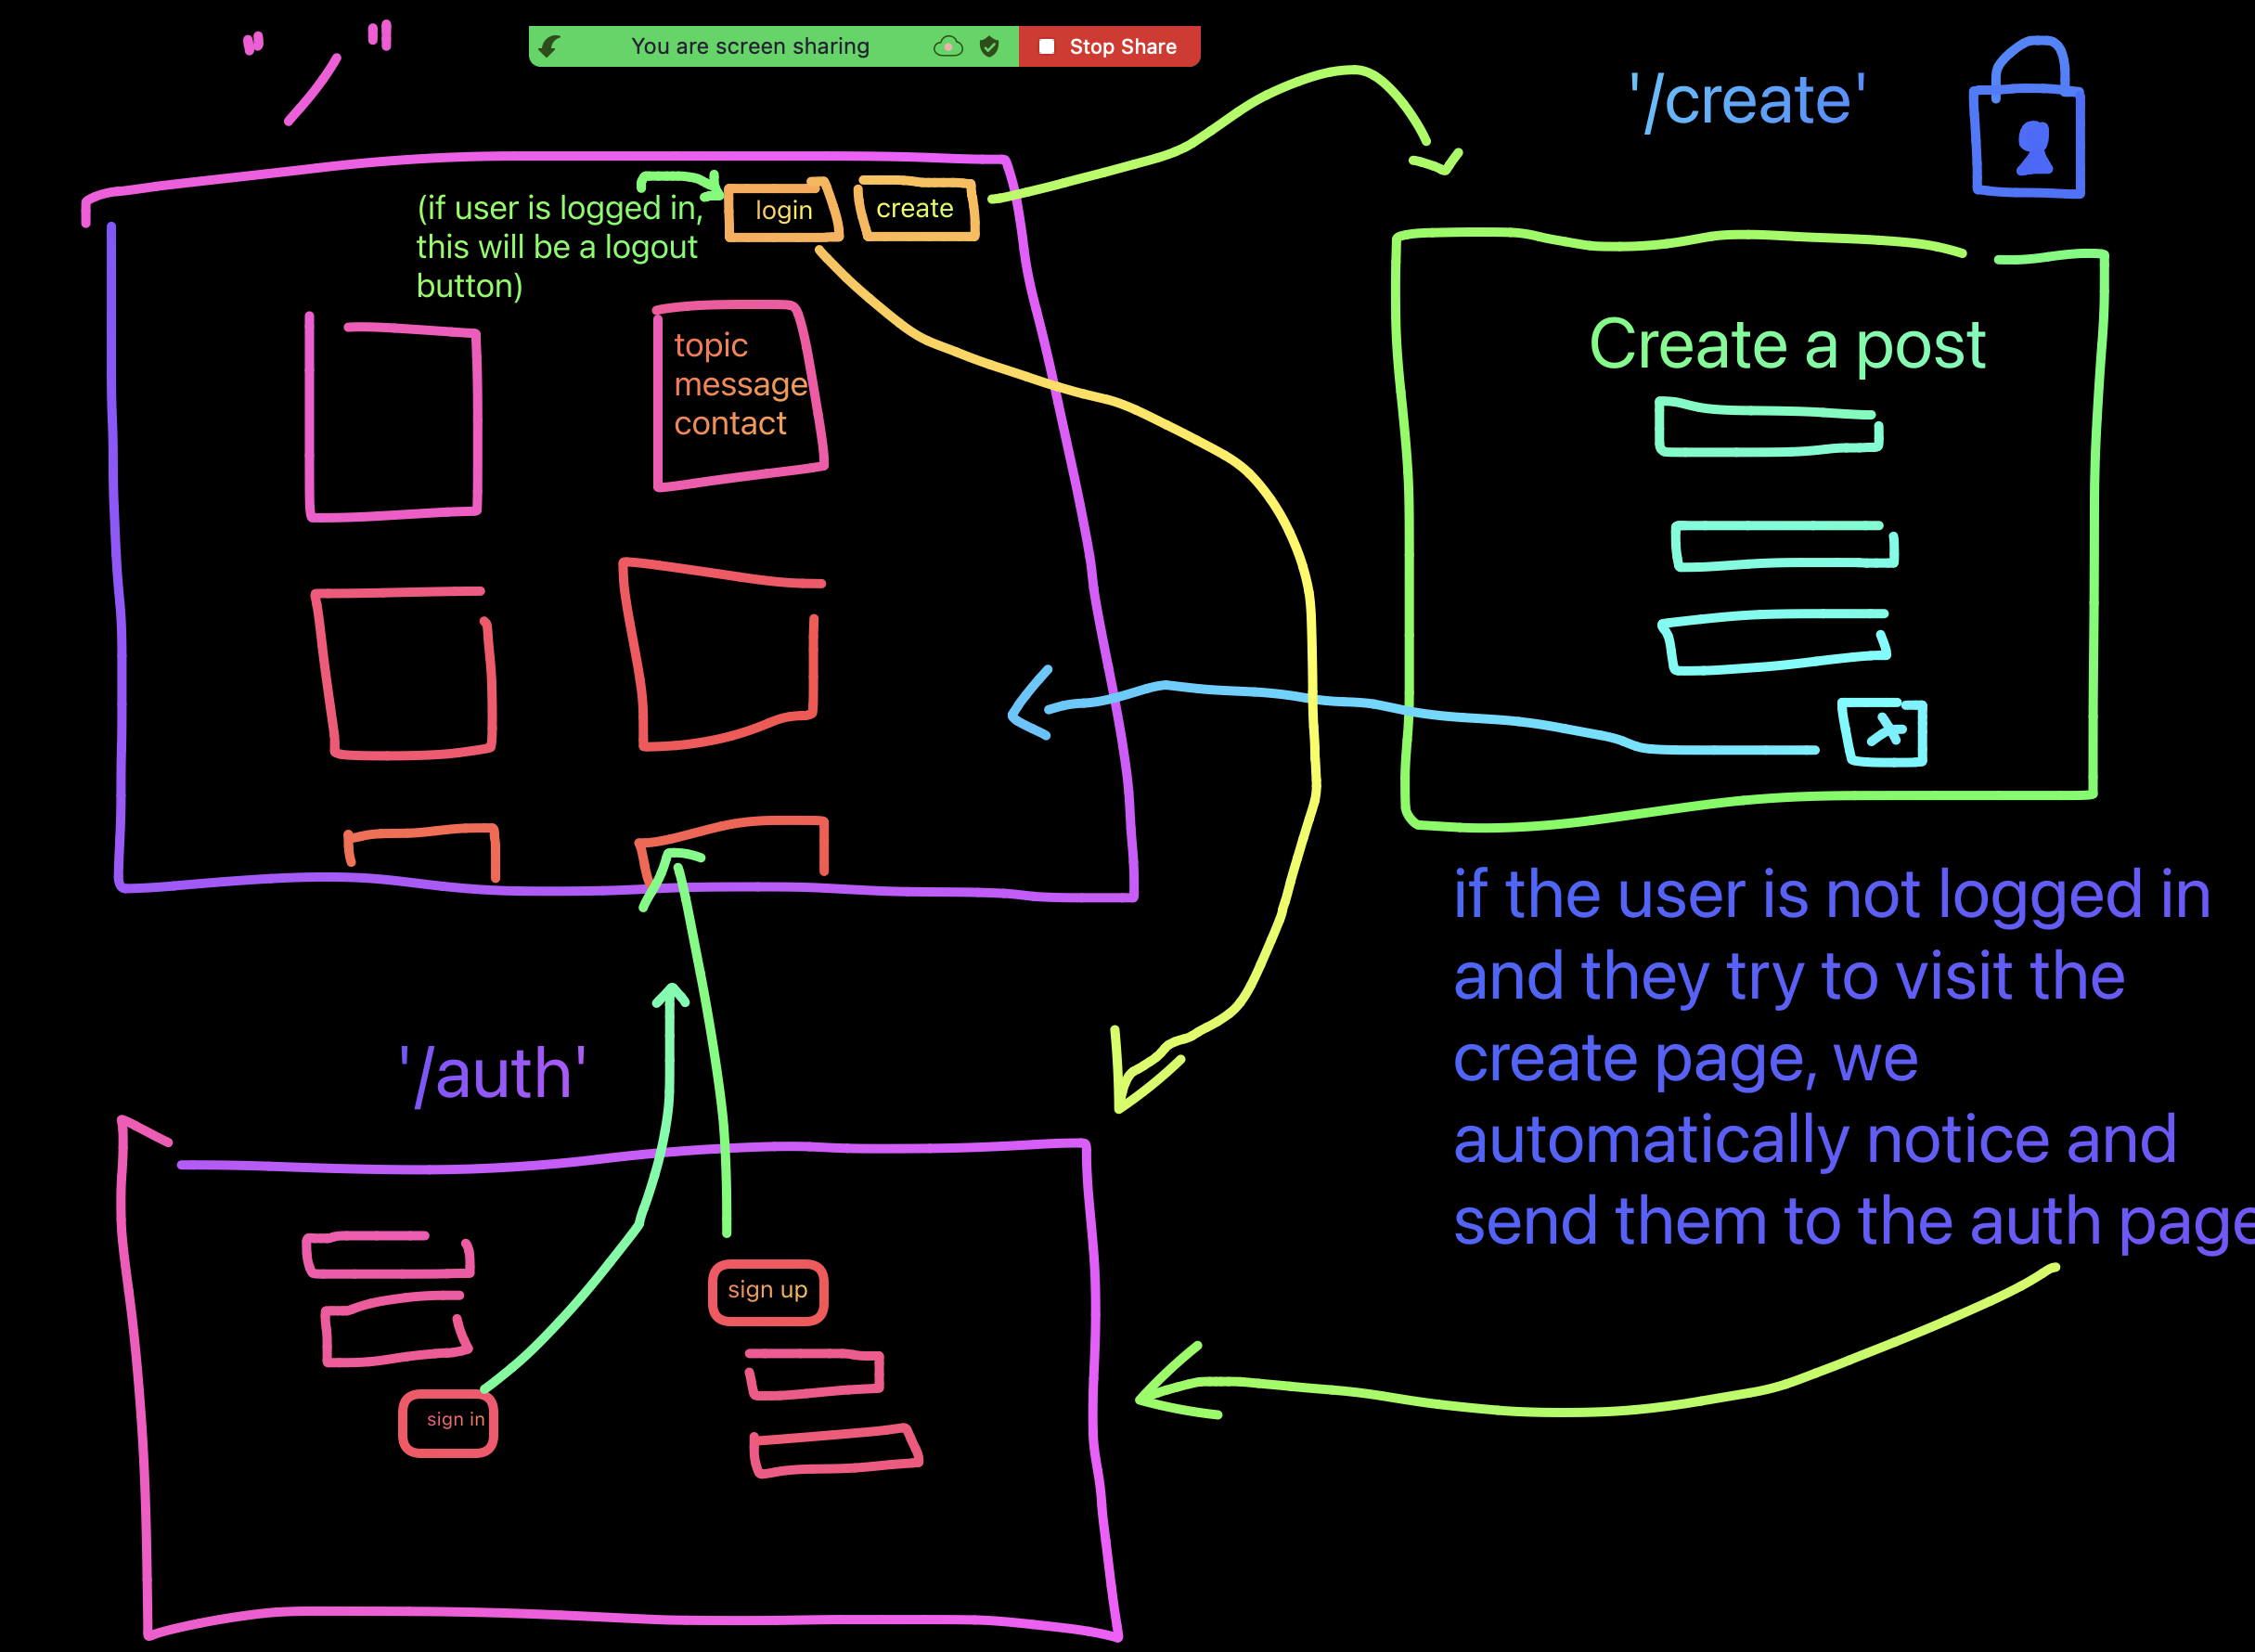 " / "
You are screen sharing
Stop Share
'/create'
(if user is logged in,
this will be a logout
button)
login
create
topic
message
contact
Create a post
if the user is not logged in
and they try to visit the
create page, we
automatically notice and
send them to the auth page
'/auth'
sign up
sign in